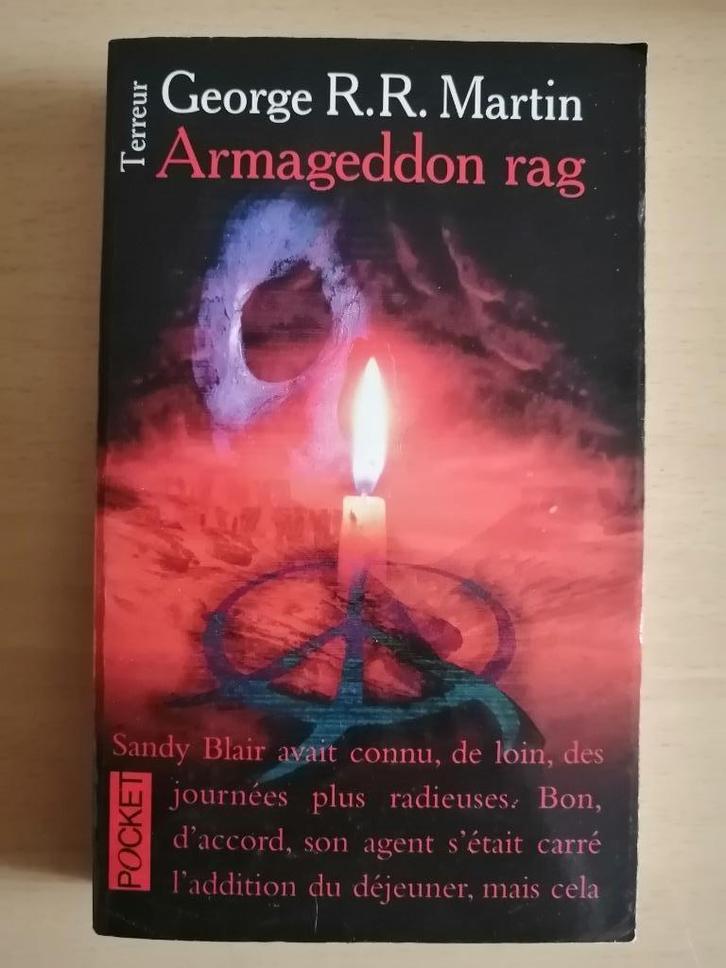 Terreur
George R.R. Martin
Armageddon rag
Sandy Blair avait connu, de loin, des
journées plus radieuses. Bon,
d'accord, son agent s'était carré
l'addition du déjeuner, mais cela
POCKET